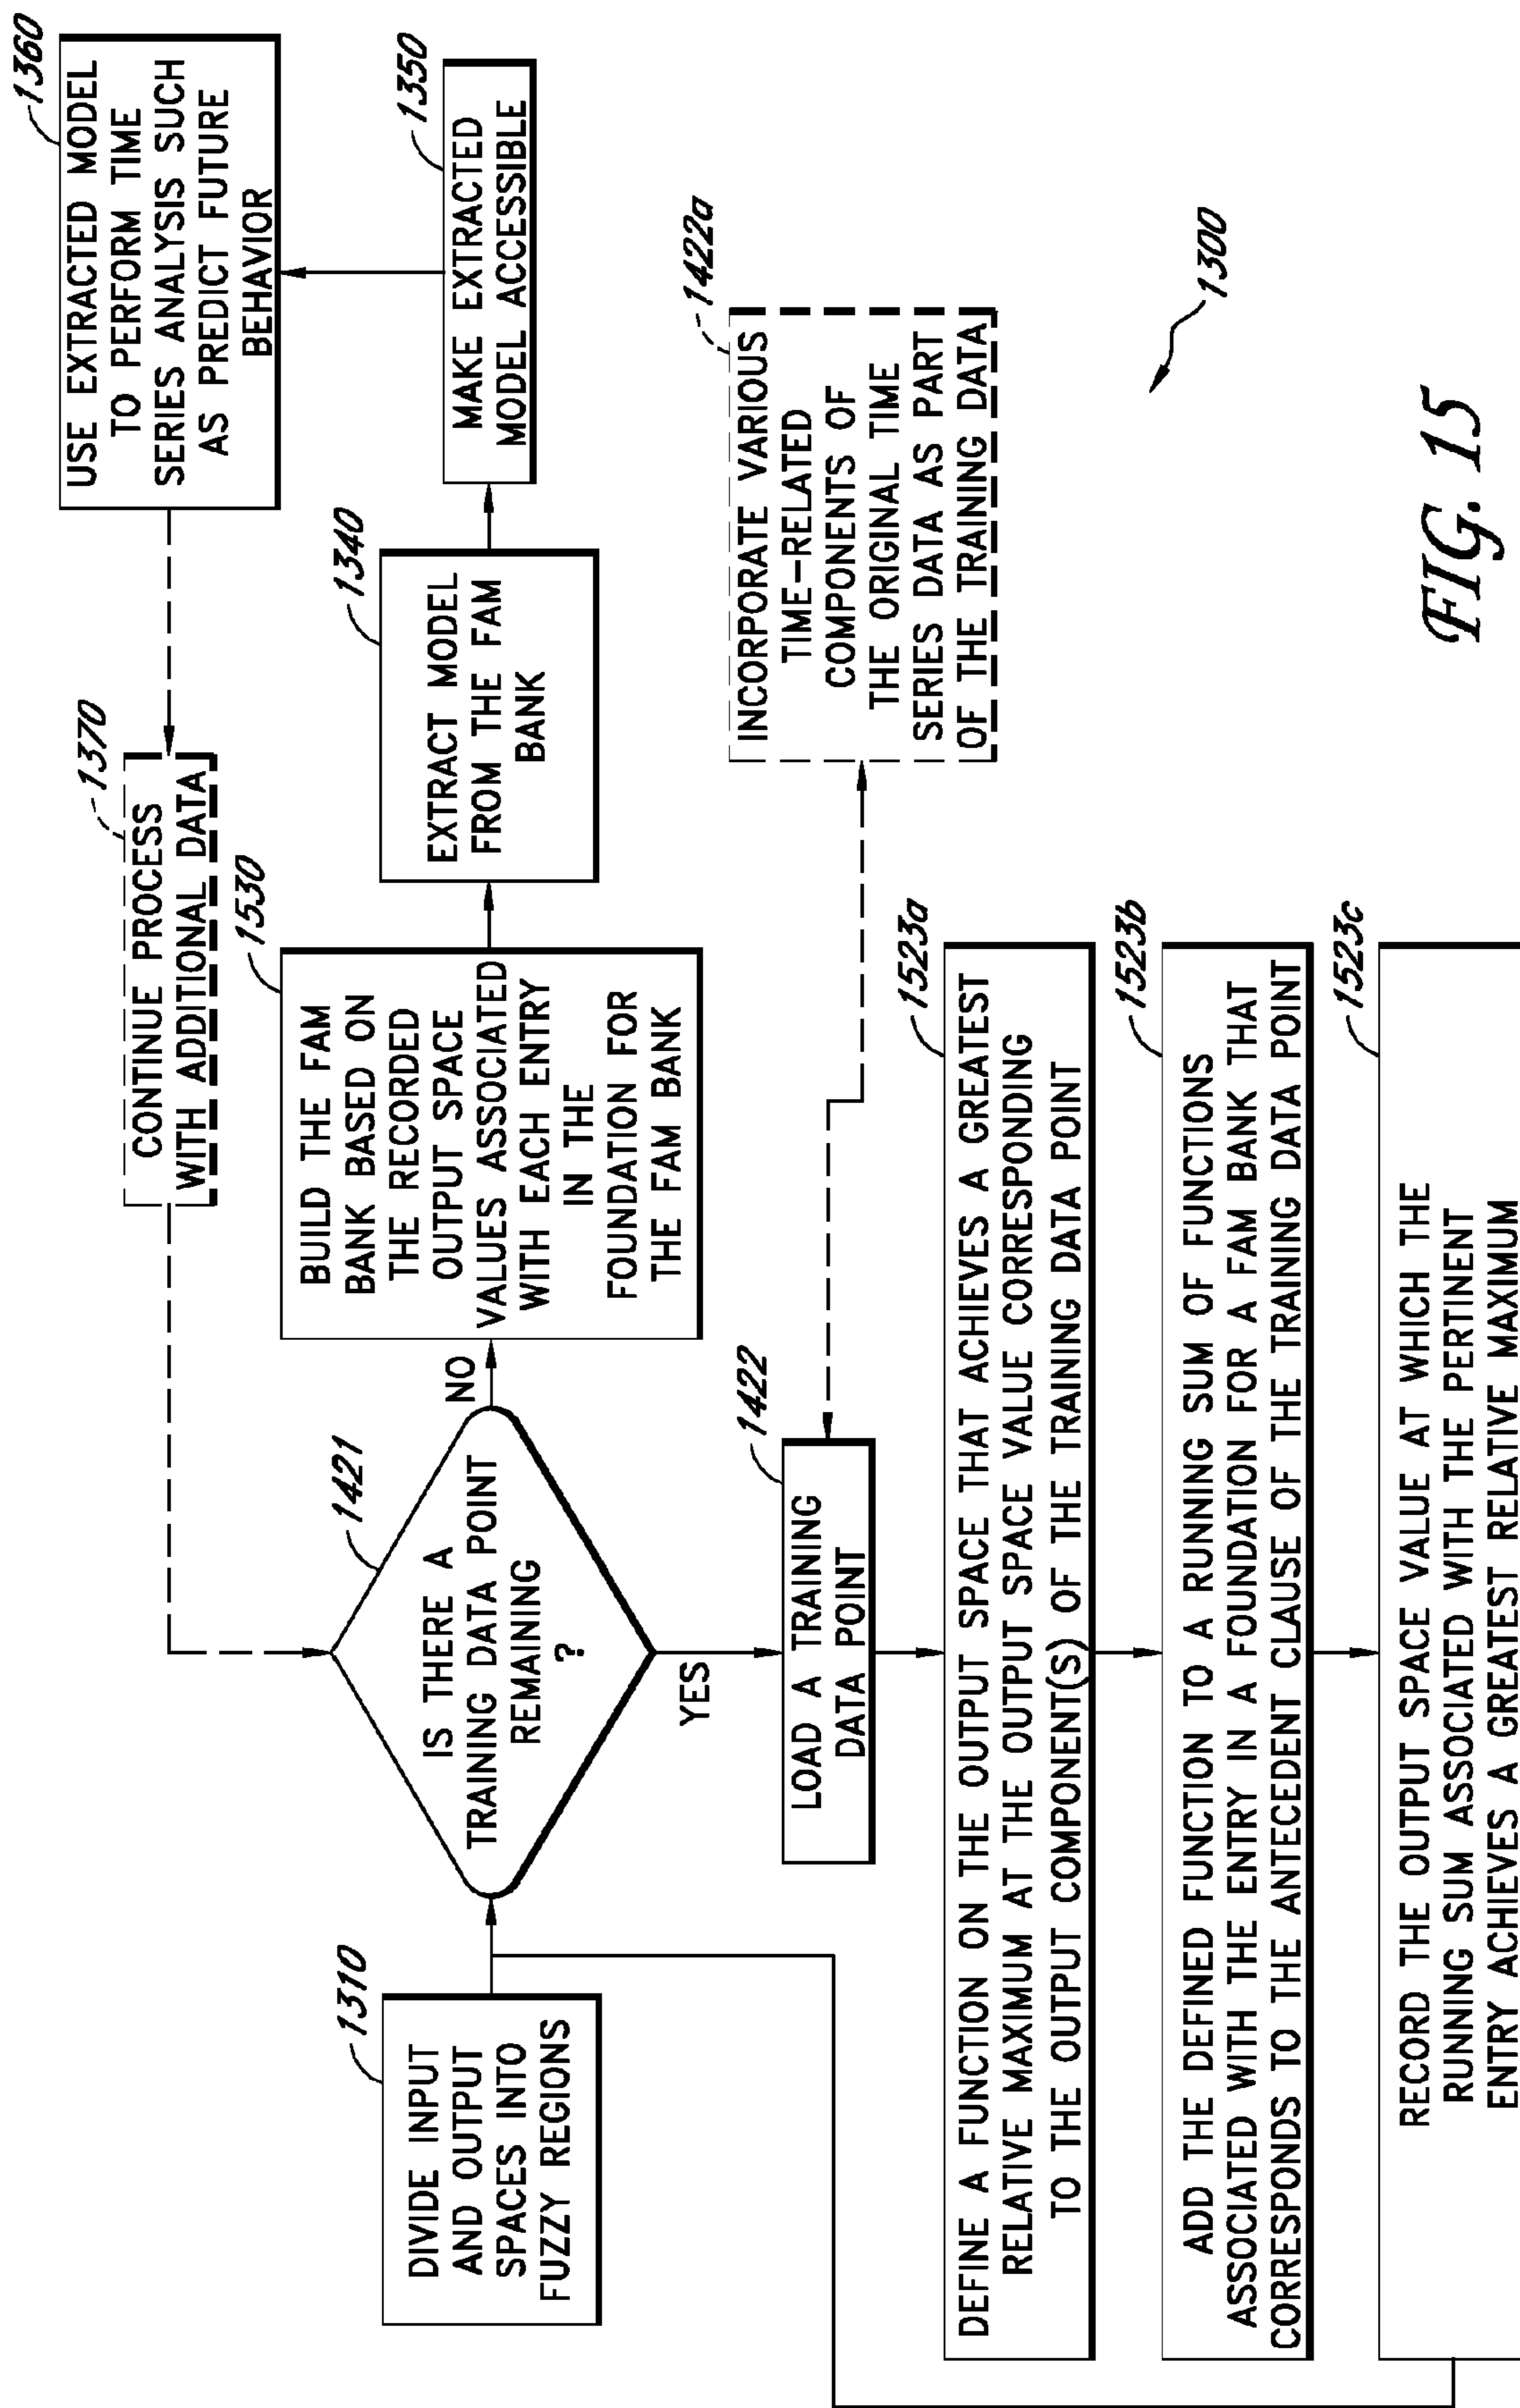 1310
DIVIDE INPUT
AND OUTPUT
SPACES INTO
FUZZY REGIONS
1421
IS THERE A
TRAINING DATA POINT
REMAINING
?
NO
YES
1530
BUILD THE FAM
BANK BASED ON
THE RECORDED
OUTPUT SPACE
VALUES ASSOCIATED
WITH EACH ENTRY
IN THE
FOUNDATION FOR
THE FAM BANK
1340
EXTRACT MODEL
FROM THE FAM
BANK
1350
MAKE EXTRACTED
MODEL ACCESSIBLE
1360
USE EXTRACTED MODEL
TO PERFORM TIME
SERIES ANALYSIS SUCH
AS PREDICT FUTURE
BEHAVIOR
1370
CONTINUE PROCESS
WITH ADDITIONAL DATA
1422
LOAD A TRAINING
DATA POINT
1422a
INCORPORATE VARIOUS
TIME-RELATED
COMPONENTS OF
THE ORIGINAL TIME
SERIES DATA AS PART
OF THE TRAINING DATA
1523a
DEFINE A FUNCTION ON THE OUTPUT SPACE THAT ACHIEVES A GREATEST
RELATIVE MAXIMUM AT THE OUTPUT SPACE VALUE CORRESPONDING
TO THE OUTPUT COMPONENT(S) OF THE TRAINING DATA POINT
1523b
ADD THE DEFINED FUNCTION TO A RUNNING SUM OF FUNCTIONS
ASSOCIATED WITH THE ENTRY IN A FOUNDATION FOR A FAM BANK THAT
CORRESPONDS TO THE ANTECEDENT CLAUSE OF THE TRAINING DATA POINT
1523c
RECORD THE OUTPUT SPACE VALUE AT WHICH THE
RUNNING SUM ASSOCIATED WITH THE PERTINENT
ENTRY ACHIEVES A GREATEST RELATIVE MAXIMUM
1300
FIG. 15